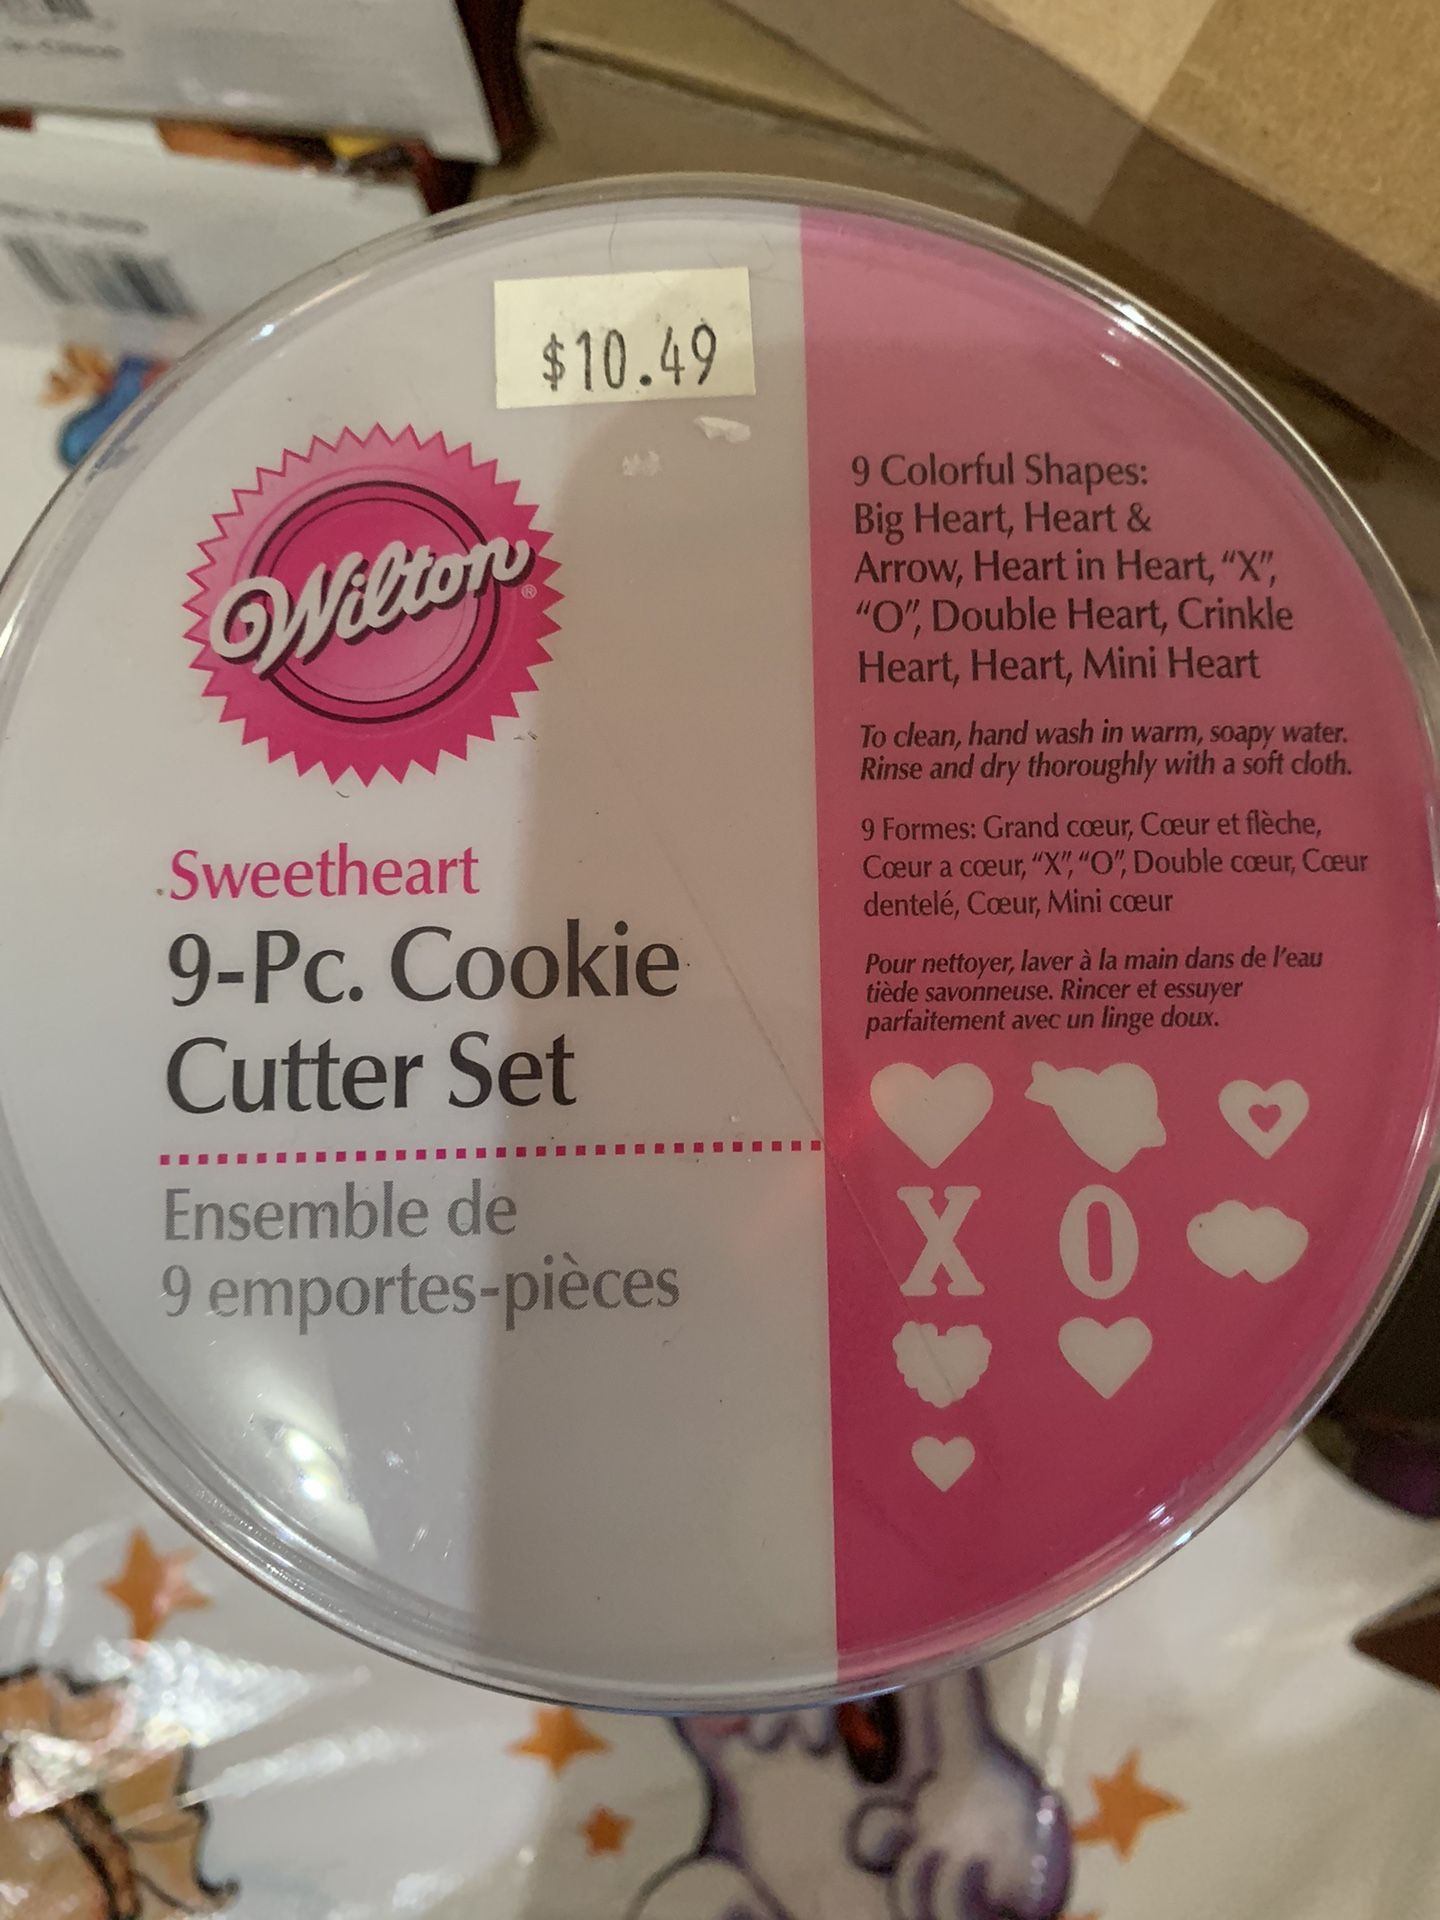 $10.49
Wilton®
Sweetheart
9-Pc. Cookie
Cutter Set
Ensemble de
9 emportes-pièces
9 Colorful Shapes:
Big Heart, Heart &
Arrow, Heart in Heart, “X”,
“O”, Double Heart, Crinkle
Heart, Heart, Mini Heart
To clean, hand wash in warm, soapy water.
Rinse and dry thoroughly with a soft cloth.
9 Formes: Grand cœur, Cœur et flèche,
Cœur a cœur, “X”, “O”, Double cœur, Cœur
dentelé, Cœur, Mini cœur
Pour nettoyer, laver à la main dans de l’eau
tiède savonneuse. Rincer et essuyer
parfaitement avec un linge doux.
X O